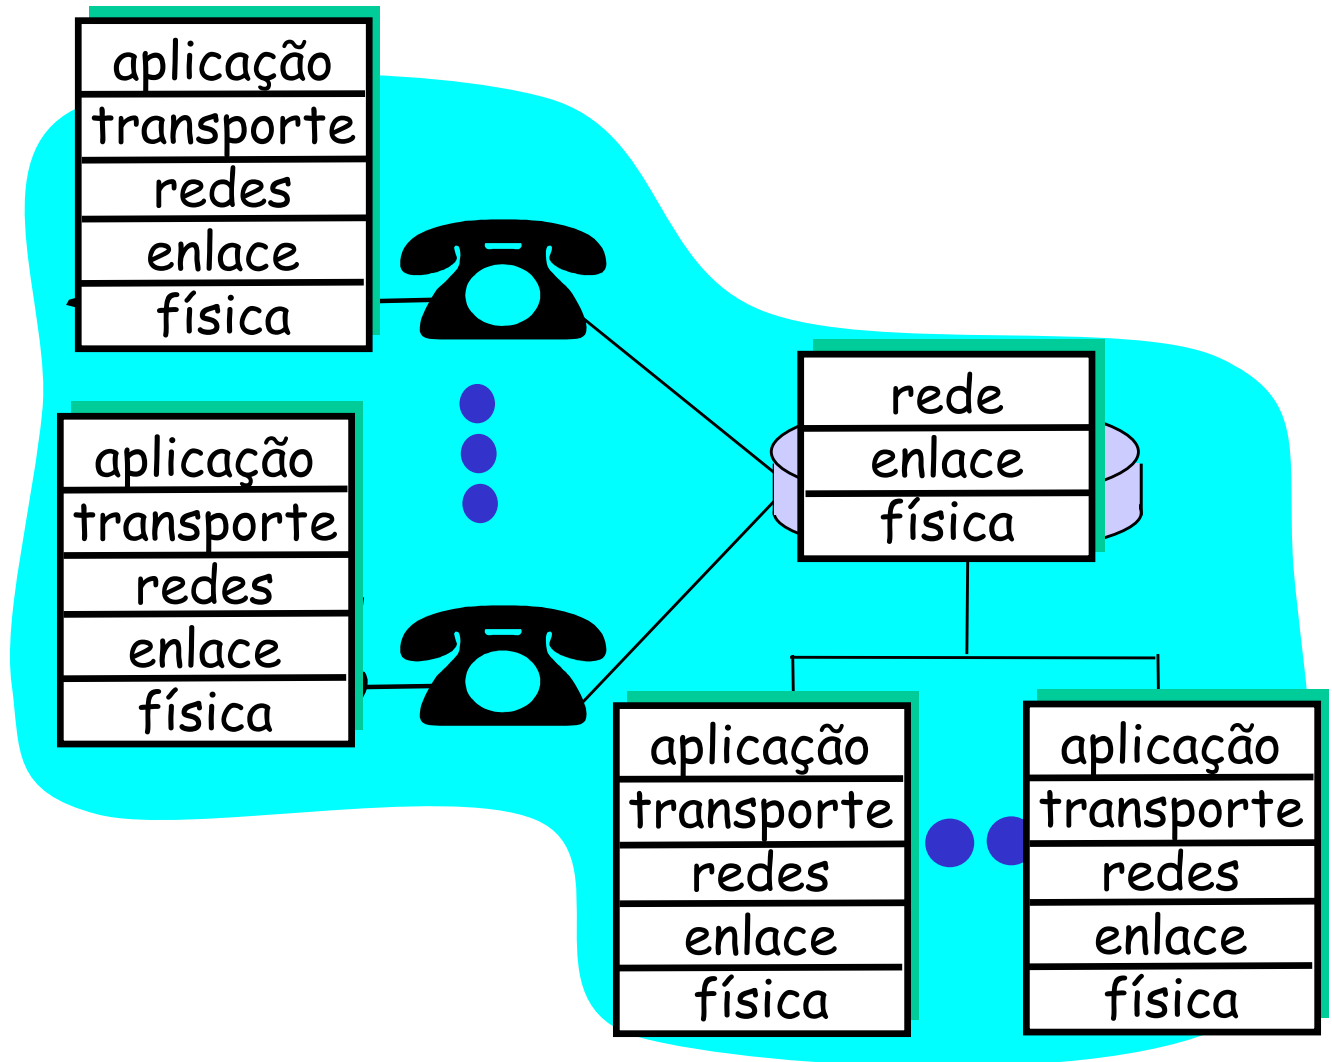 aplicação
transporte
redes
enlace
física
aplicação
transporte
redes
enlace
física
rede
enlace
física
aplicação
transporte
redes
enlace
física
aplicação
transporte
redes
enlace
física